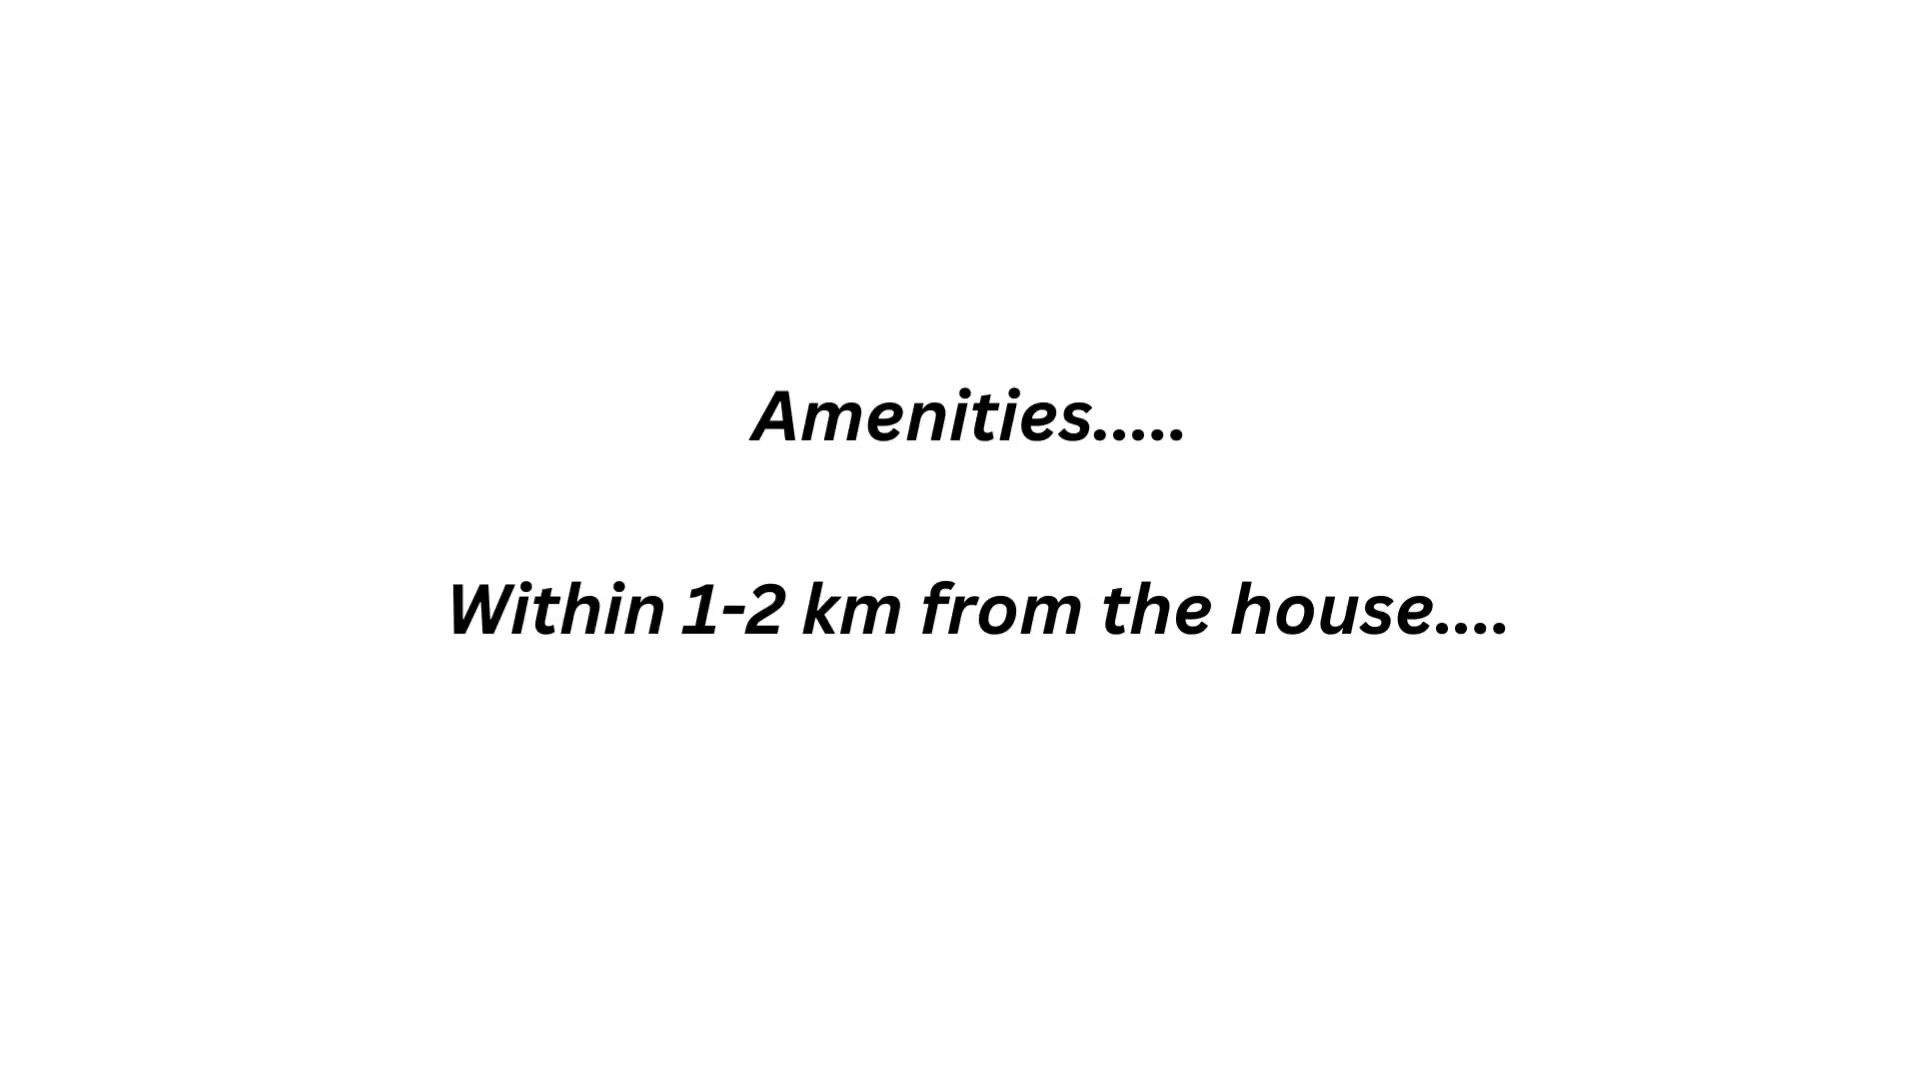 Amenities.....
Within 1-2 km from the house....